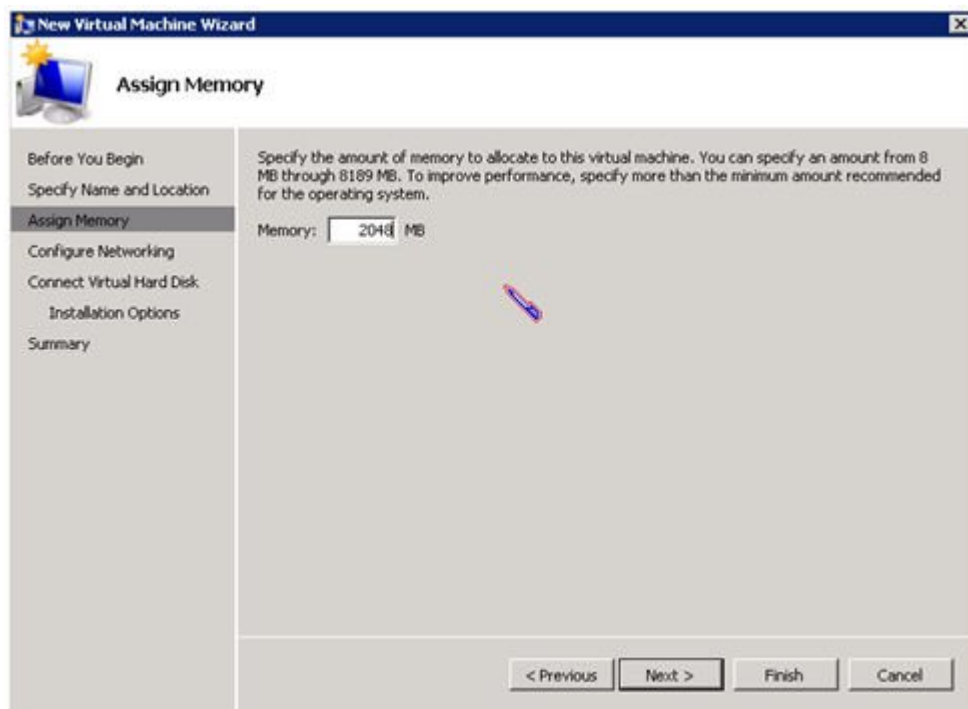 New Virtual Machine Wizard
Assign Memory
Before You Begin
Specify Name and Location
Assign Memory
Configure Networking
Connect Virtual Hard Disk
Installation Options
Summary
Specify the amount of memory to allocate to this virtual machine. You can specify an amount from 8
MB through 8189 MB. To improve performance, specify more than the minimum amount recommended
for the operating system.
Memory: 2048 MB
< Previous Next > Finish Cancel